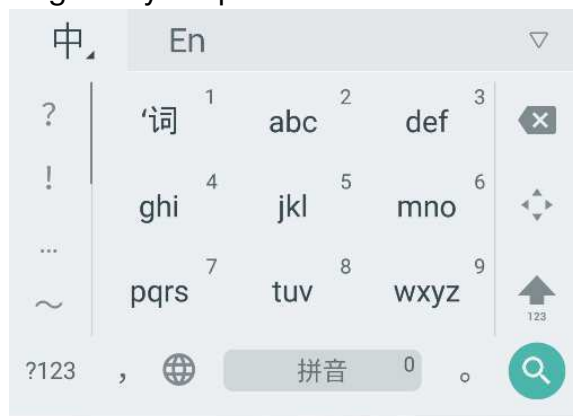 中 En
? '词 1 abc 2 def 3
! ghi 4 jkl 5 mno 6
...
～ pqrs 7 tuv 8 wxyz 9
123
?123 ， 拼音 0 。